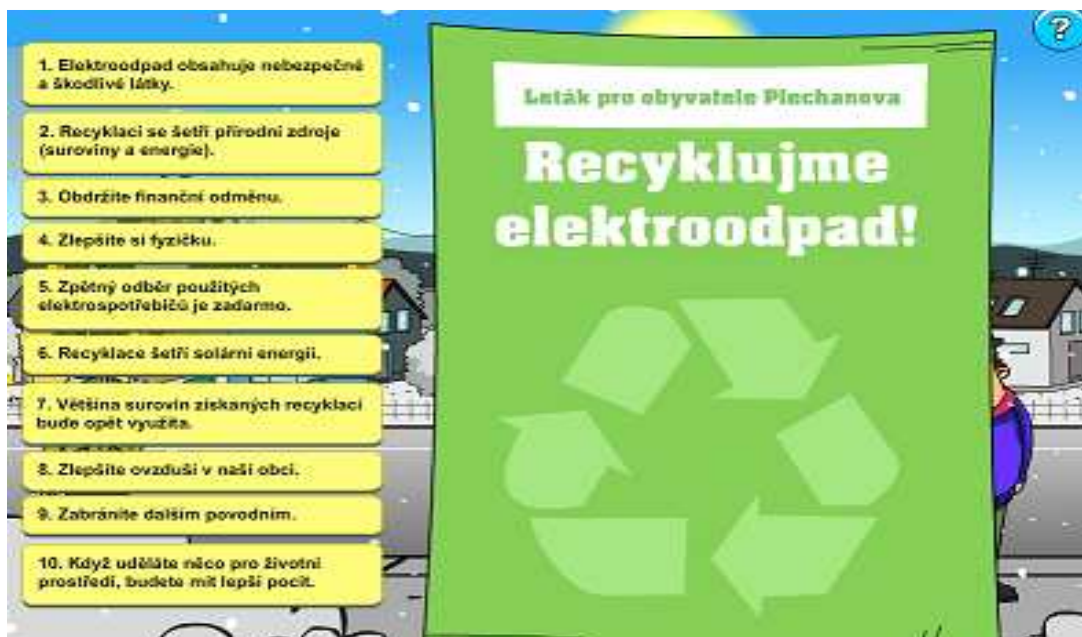 1. Elektroodpad obsahuje nebezpečné
a škodlivé látky.
2. Recyklací se šetří přírodní zdroje
(suroviny a energie).
3. Obdržíte finanční odměnu.
4. Zlepšíte si fyzičku.
5. Zpětný odběr použitých
elektrospotřebičů je zadarmo.
6. Recyklace šetří solární energii.
7. Většina surovin získaných recyklací
bude opět využita.
8. Zlepšíte ovzduší v naší obci.
9. Zabráníte dalším povodním.
10. Když uděláte něco pro životní
prostředí, budete mít lepší pocit.
?
Leták pro obyvatele Plechanova
Recyklujme
elektroodpad!